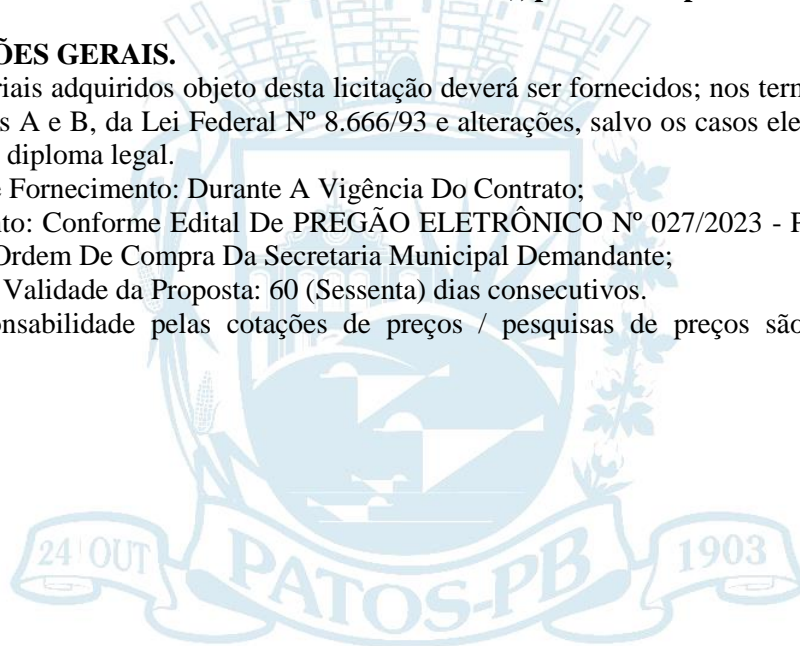 ÕES GERAIS.
riais adquiridos objeto desta licitação deverá ser fornecidos; nos tern
s A e B, da Lei Federal Nº 8.666/93 e alterações, salvo os casos ele
diploma legal.
e Fornecimento: Durante A Vigência Do Contrato;
nto: Conforme Edital De PREGÃO ELETRÔNICO Nº 027/2023 - P
Ordem De Compra Da Secretaria Municipal Demandante;
Validade da Proposta: 60 (Sessenta) dias consecutivos.
onsabilidade pelas cotações de preços / pesquisas de preços são
24 OUT
PATOS-PB
1903